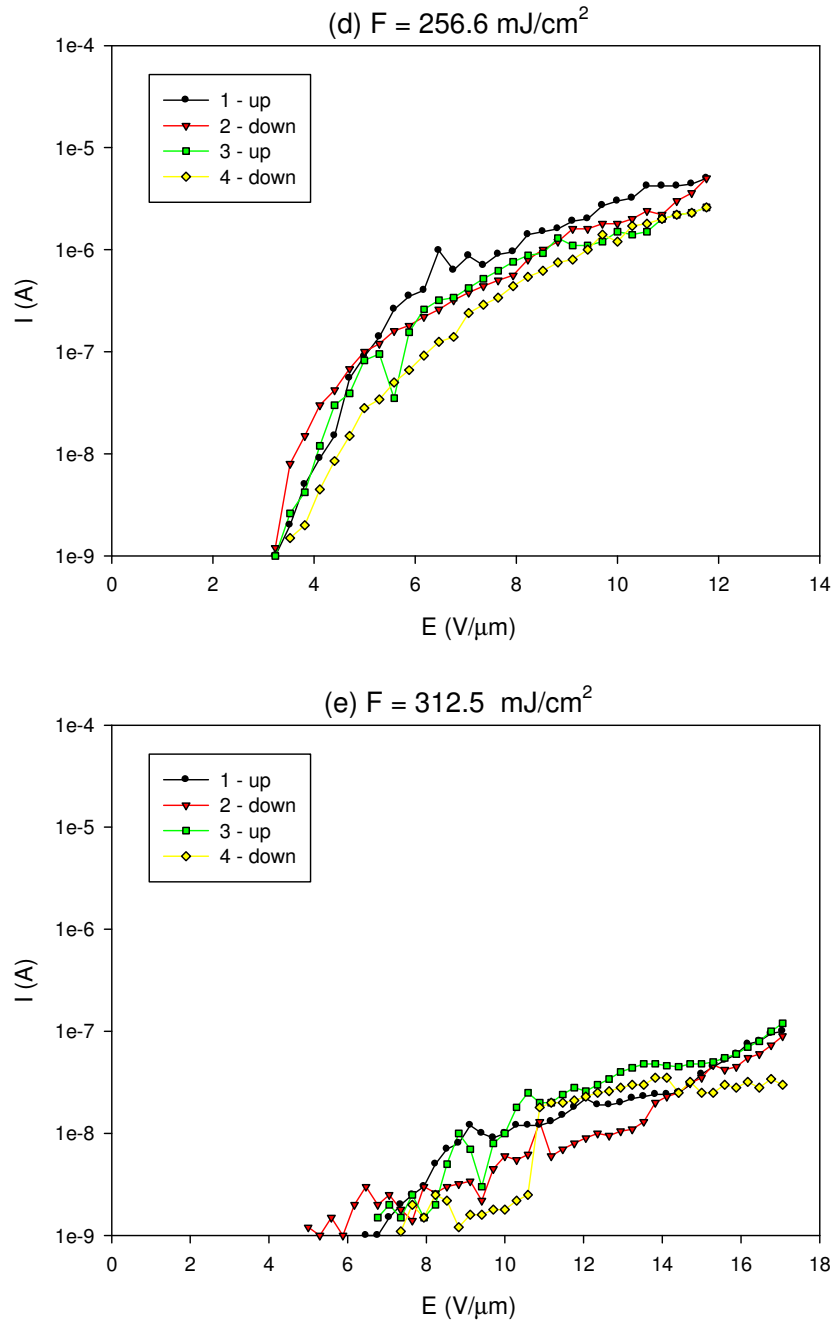 (d) F = 256.6 mJ/cm²
1e-4
1 - up
2 - down
3 - up
4 - down
1e-5
1e-6
I (A)
1e-7
1e-8
1e-9
0 2 4 6 8 10 12 14
E (V/μm)
(e) F = 312.5 mJ/cm²
1e-4
1 - up
2 - down
3 - up
4 - down
1e-5
1e-6
I (A)
1e-7
1e-8
1e-9
0 2 4 6 8 10 12 14 16 18
E (V/μm)